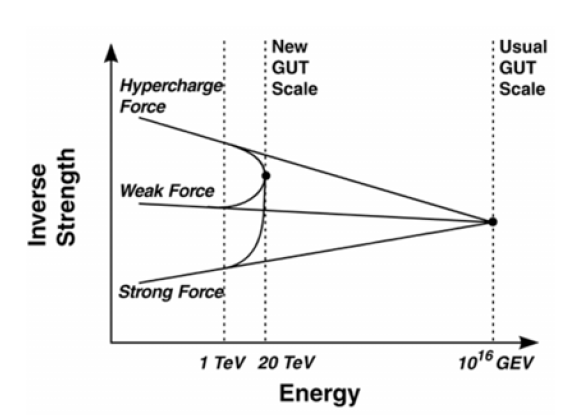 New
GUT
Scale
Usual
GUT
Scale
Hypercharge
Force
Weak Force
Strong Force
Inverse
Strength
1 TeV
20 TeV
10¹⁶ GEV
Energy